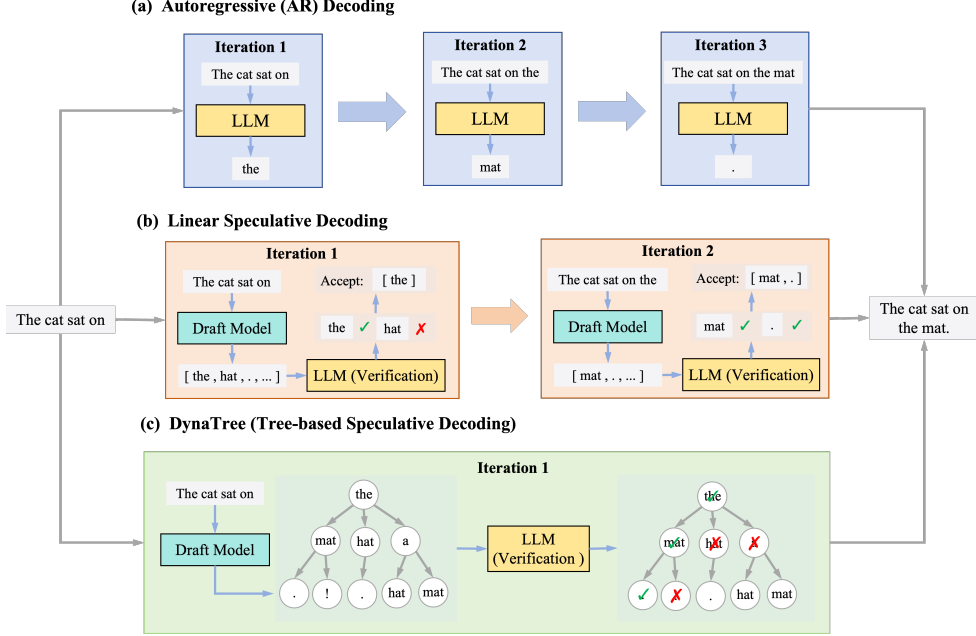 (a) Autoregressive (AR) Decoding
Iteration 1
The cat sat on
LLM
the
Iteration 2
The cat sat on the
LLM
mat
Iteration 3
The cat sat on the mat
LLM
.
(b) Linear Speculative Decoding
The cat sat on
Iteration 1
The cat sat on
Draft Model
[ the , hat , . , ... ]
LLM (Verification)
the ✓ hat ✗
Accept: [ the ]
Iteration 2
The cat sat on the
Draft Model
[ mat , . , ... ]
LLM (Verification)
mat ✓ . ✓
Accept: [ mat , . ]
The cat sat on
the mat.
(c) DynaTree (Tree-based Speculative Decoding)
Iteration 1
The cat sat on
Draft Model
the
mat hat a
. ! . hat mat
LLM
(Verification )
the
mat hat
. hat mat